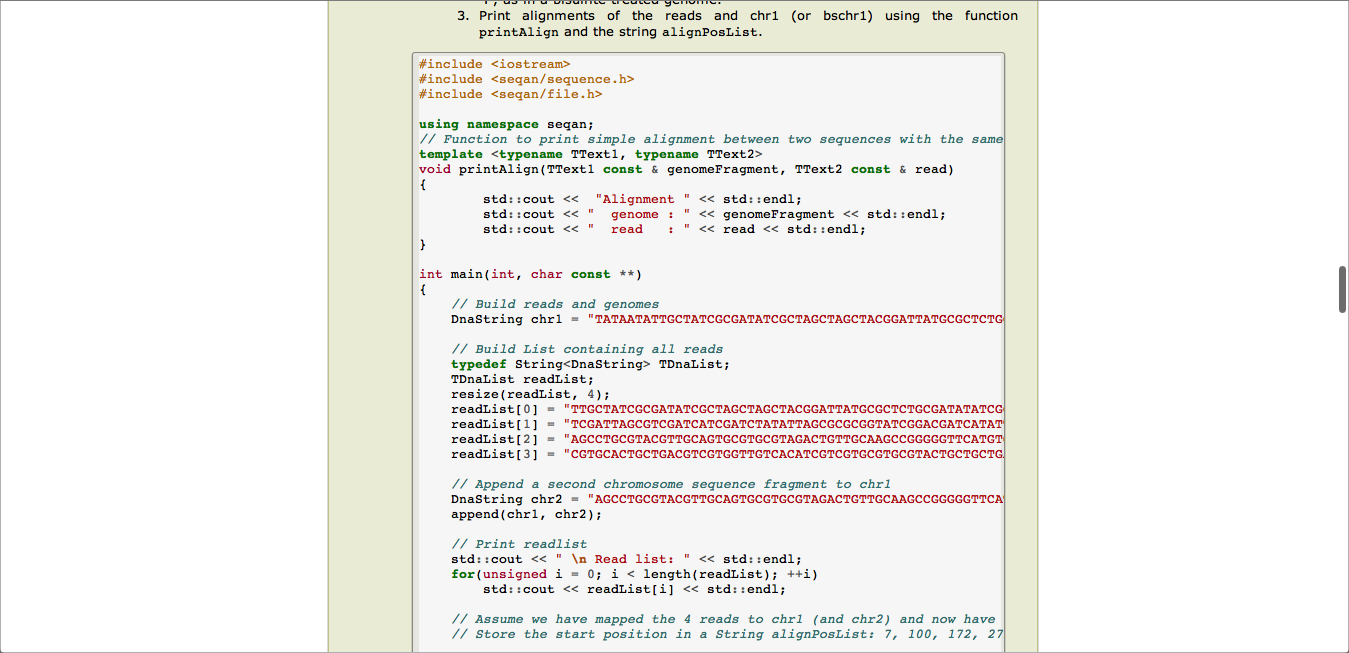 3. Print alignments of the reads and chr1 (or bschr1) using the function
printAlign and the string alignPosList.
#include <iostream>
#include <seqan/sequence.h>
#include <seqan/file.h>
using namespace seqan;
// Function to print simple alignment between two sequences with the same
template <typename TText1, typename TText2>
void printAlign(TText1 const & genomeFragment, TText2 const & read)
{
std::cout <<  "Alignment " << std::endl;
std::cout << "  genome : " << genomeFragment << std::endl;
std::cout << "  read   : " << read << std::endl;
}
int main(int, char const **)
{
// Build reads and genomes
DnaString chr1 = "TATAATATTGCTATCGCGATATCGCTAGCTAGCTACGGATTATGCGCTCTG
// Build List containing all reads
typedef String<DnaString> TDnaList;
TDnaList readList;
resize(readList, 4);
readList[0] = "TTGCTATCGCGATATCGCTAGCTAGCTACGGATTATGCGCTCTGCGATATATCG
readList[1] = "TCGATTAGCGTCGATCATCGATCTATATTAGCGCGCGGTATCGGACGATCATAT
readList[2] = "AGCCTGCGTACGTTGCAGTGCGTGCGTAGACTGTTGCAAGCCGGGGGTTCATGT
readList[3] = "CGTGCACTGCTGACGTCGTGGTTGTCACATCGTCGTGCGTGCGTACTGCTGCTG
// Append a second chromosome sequence fragment to chr1
DnaString chr2 = "AGCCTGCGTACGTTGCAGTGCGTGCGTAGACTGTTGCAAGCCGGGGGTTCA
append(chr1, chr2);
// Print readlist
std::cout << " \n Read list: " << std::endl;
for(unsigned i = 0; i < length(readList); ++i)
std::cout << readList[i] << std::endl;
// Assume we have mapped the 4 reads to chr1 (and chr2) and now have
// Store the start position in a String alignPosList: 7, 100, 172, 27